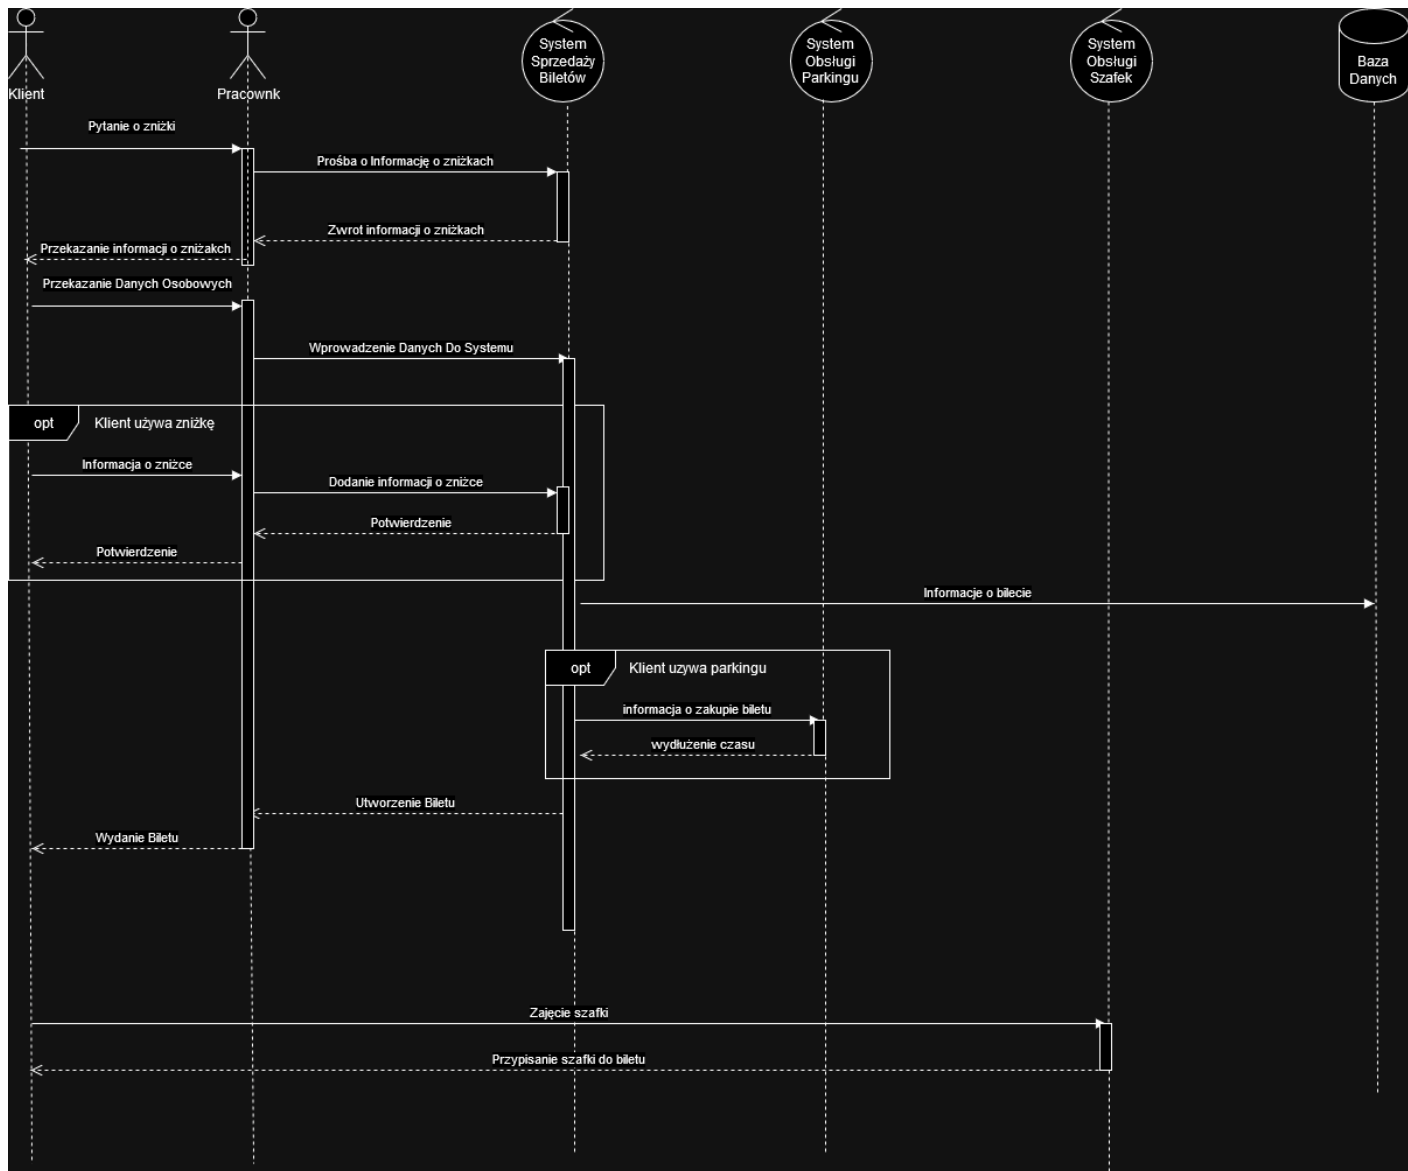 Klient
Pracownk
System
Sprzedaży
Biletów
System
Obsługi
Parkingu
System
Obsługi
Szafek
Baza
Danych
Pytanie o zniżki
Prośba o Informację o zniżkach
Zwrot informacji o zniżkach
Przekazanie informacji o zniżakch
Przekazanie Danych Osobowych
Wprowadzenie Danych Do Systemu
opt
Klient używa zniżkę
Informacja o zniżce
Dodanie informacji o zniżce
Potwierdzenie
Potwierdzenie
Informacje o bilecie
opt
Klient uzywa parkingu
informacja o zakupie biletu
wydłużenie czasu
Utworzenie Biletu
Wydanie Biletu
Zajęcie szafki
Przypisanie szafki do biletu